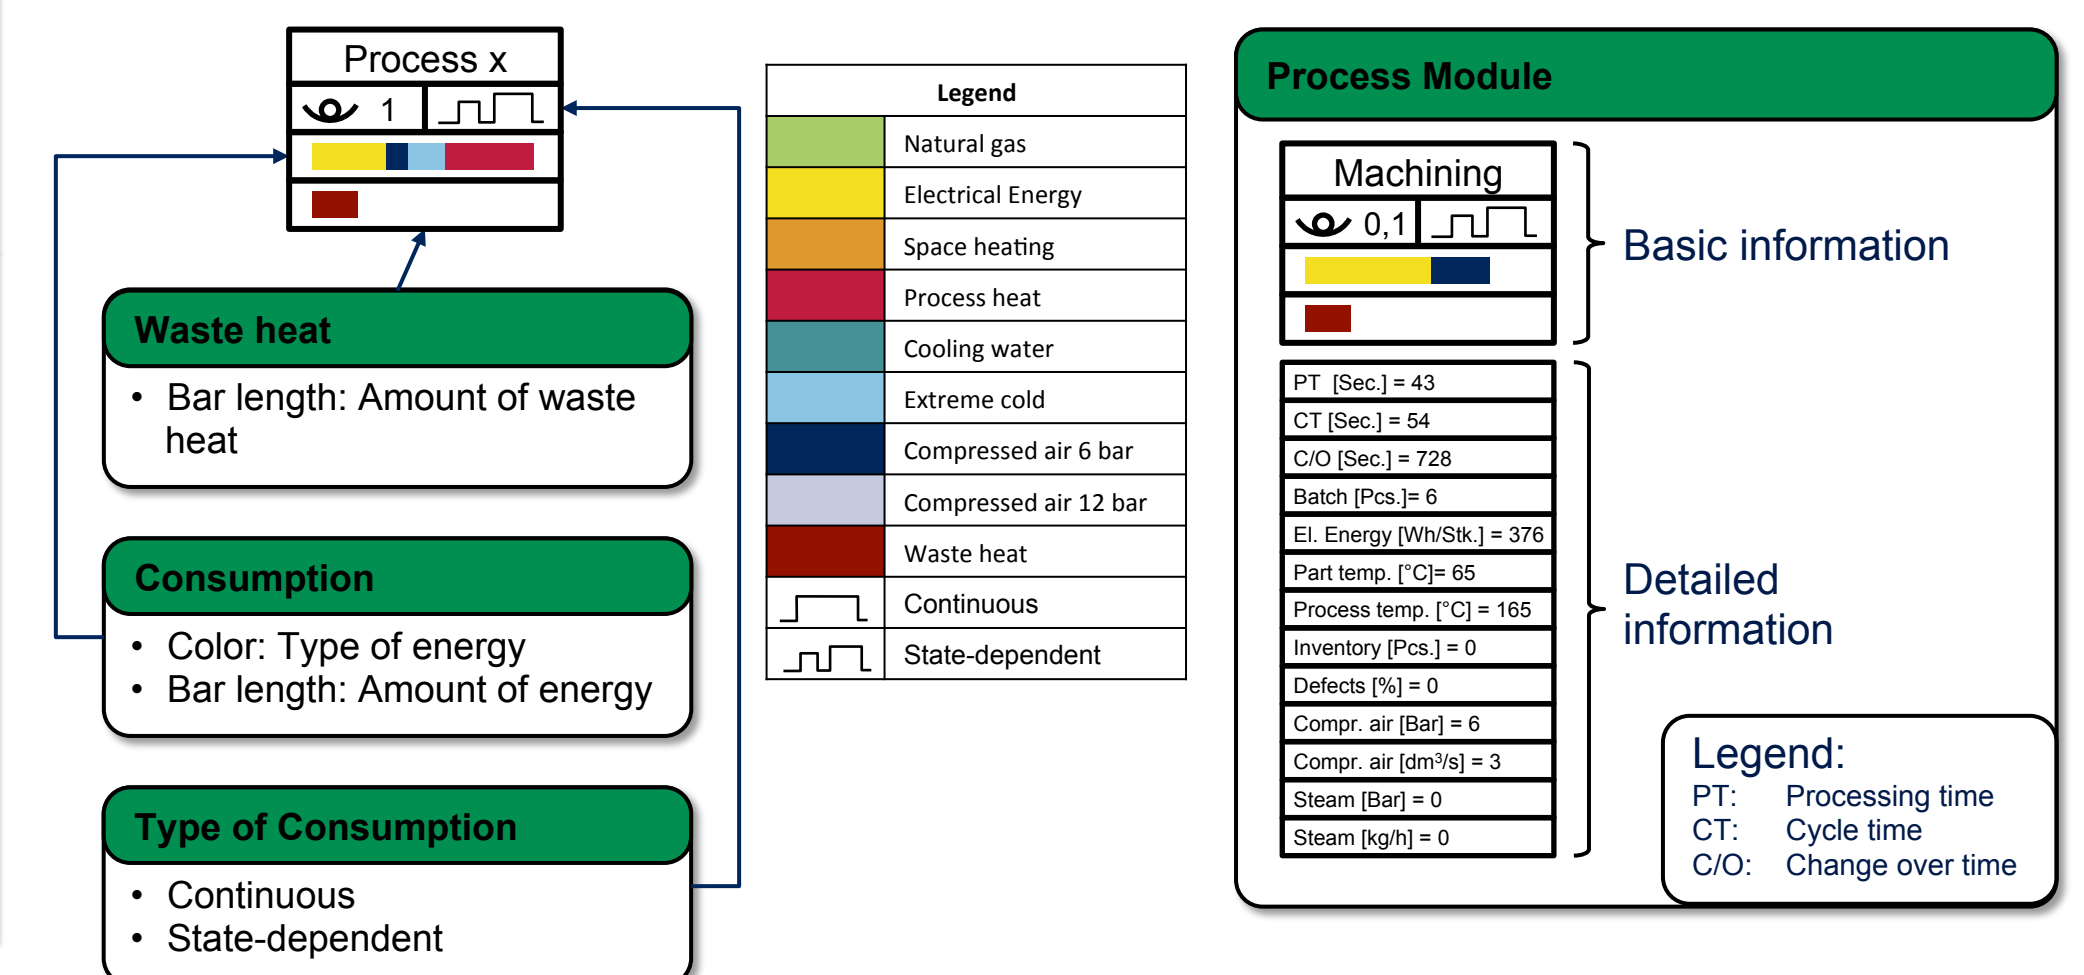 Process x
1
Waste heat
• Bar length: Amount of waste
heat
Consumption
• Color: Type of energy
• Bar length: Amount of energy
Type of Consumption
• Continuous
• State-dependent
Legend
Natural gas
Electrical Energy
Space heating
Process heat
Cooling water
Extreme cold
Compressed air 6 bar
Compressed air 12 bar
Waste heat
Continuous
State-dependent
Process Module
Machining
0,1
Basic information
PT [Sec.] = 43
CT [Sec.] = 54
C/O [Sec.] = 728
Batch [Pcs.]= 6
El. Energy [Wh/Stk.] = 376
Part temp. [°C]= 65
Process temp. [°C] = 165
Inventory [Pcs.] = 0
Defects [%] = 0
Compr. air [Bar] = 6
Compr. air [dm³/s] = 3
Steam [Bar] = 0
Steam [kg/h] = 0
Detailed
information
Legend:
PT: Processing time
CT: Cycle time
C/O: Change over time